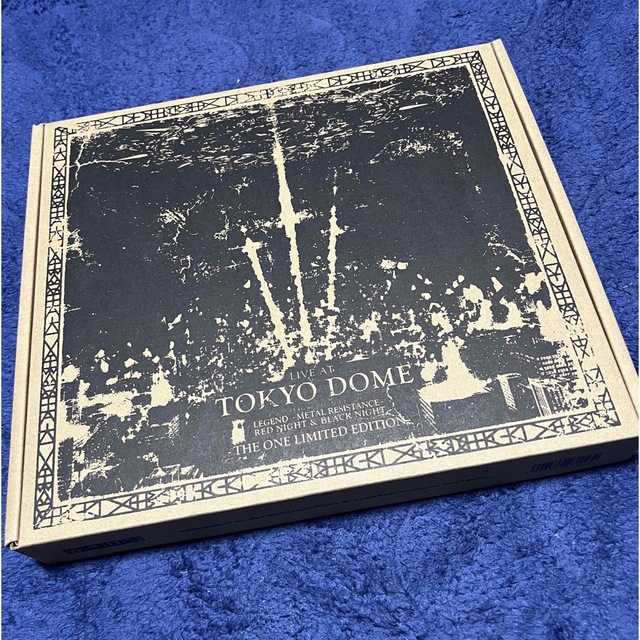 LIVE AT
TOKYO DOME
LEGEND - METAL RESISTANCE -
RED NIGHT & BLACK NIGHT
- THE ONE LIMITED EDITION -